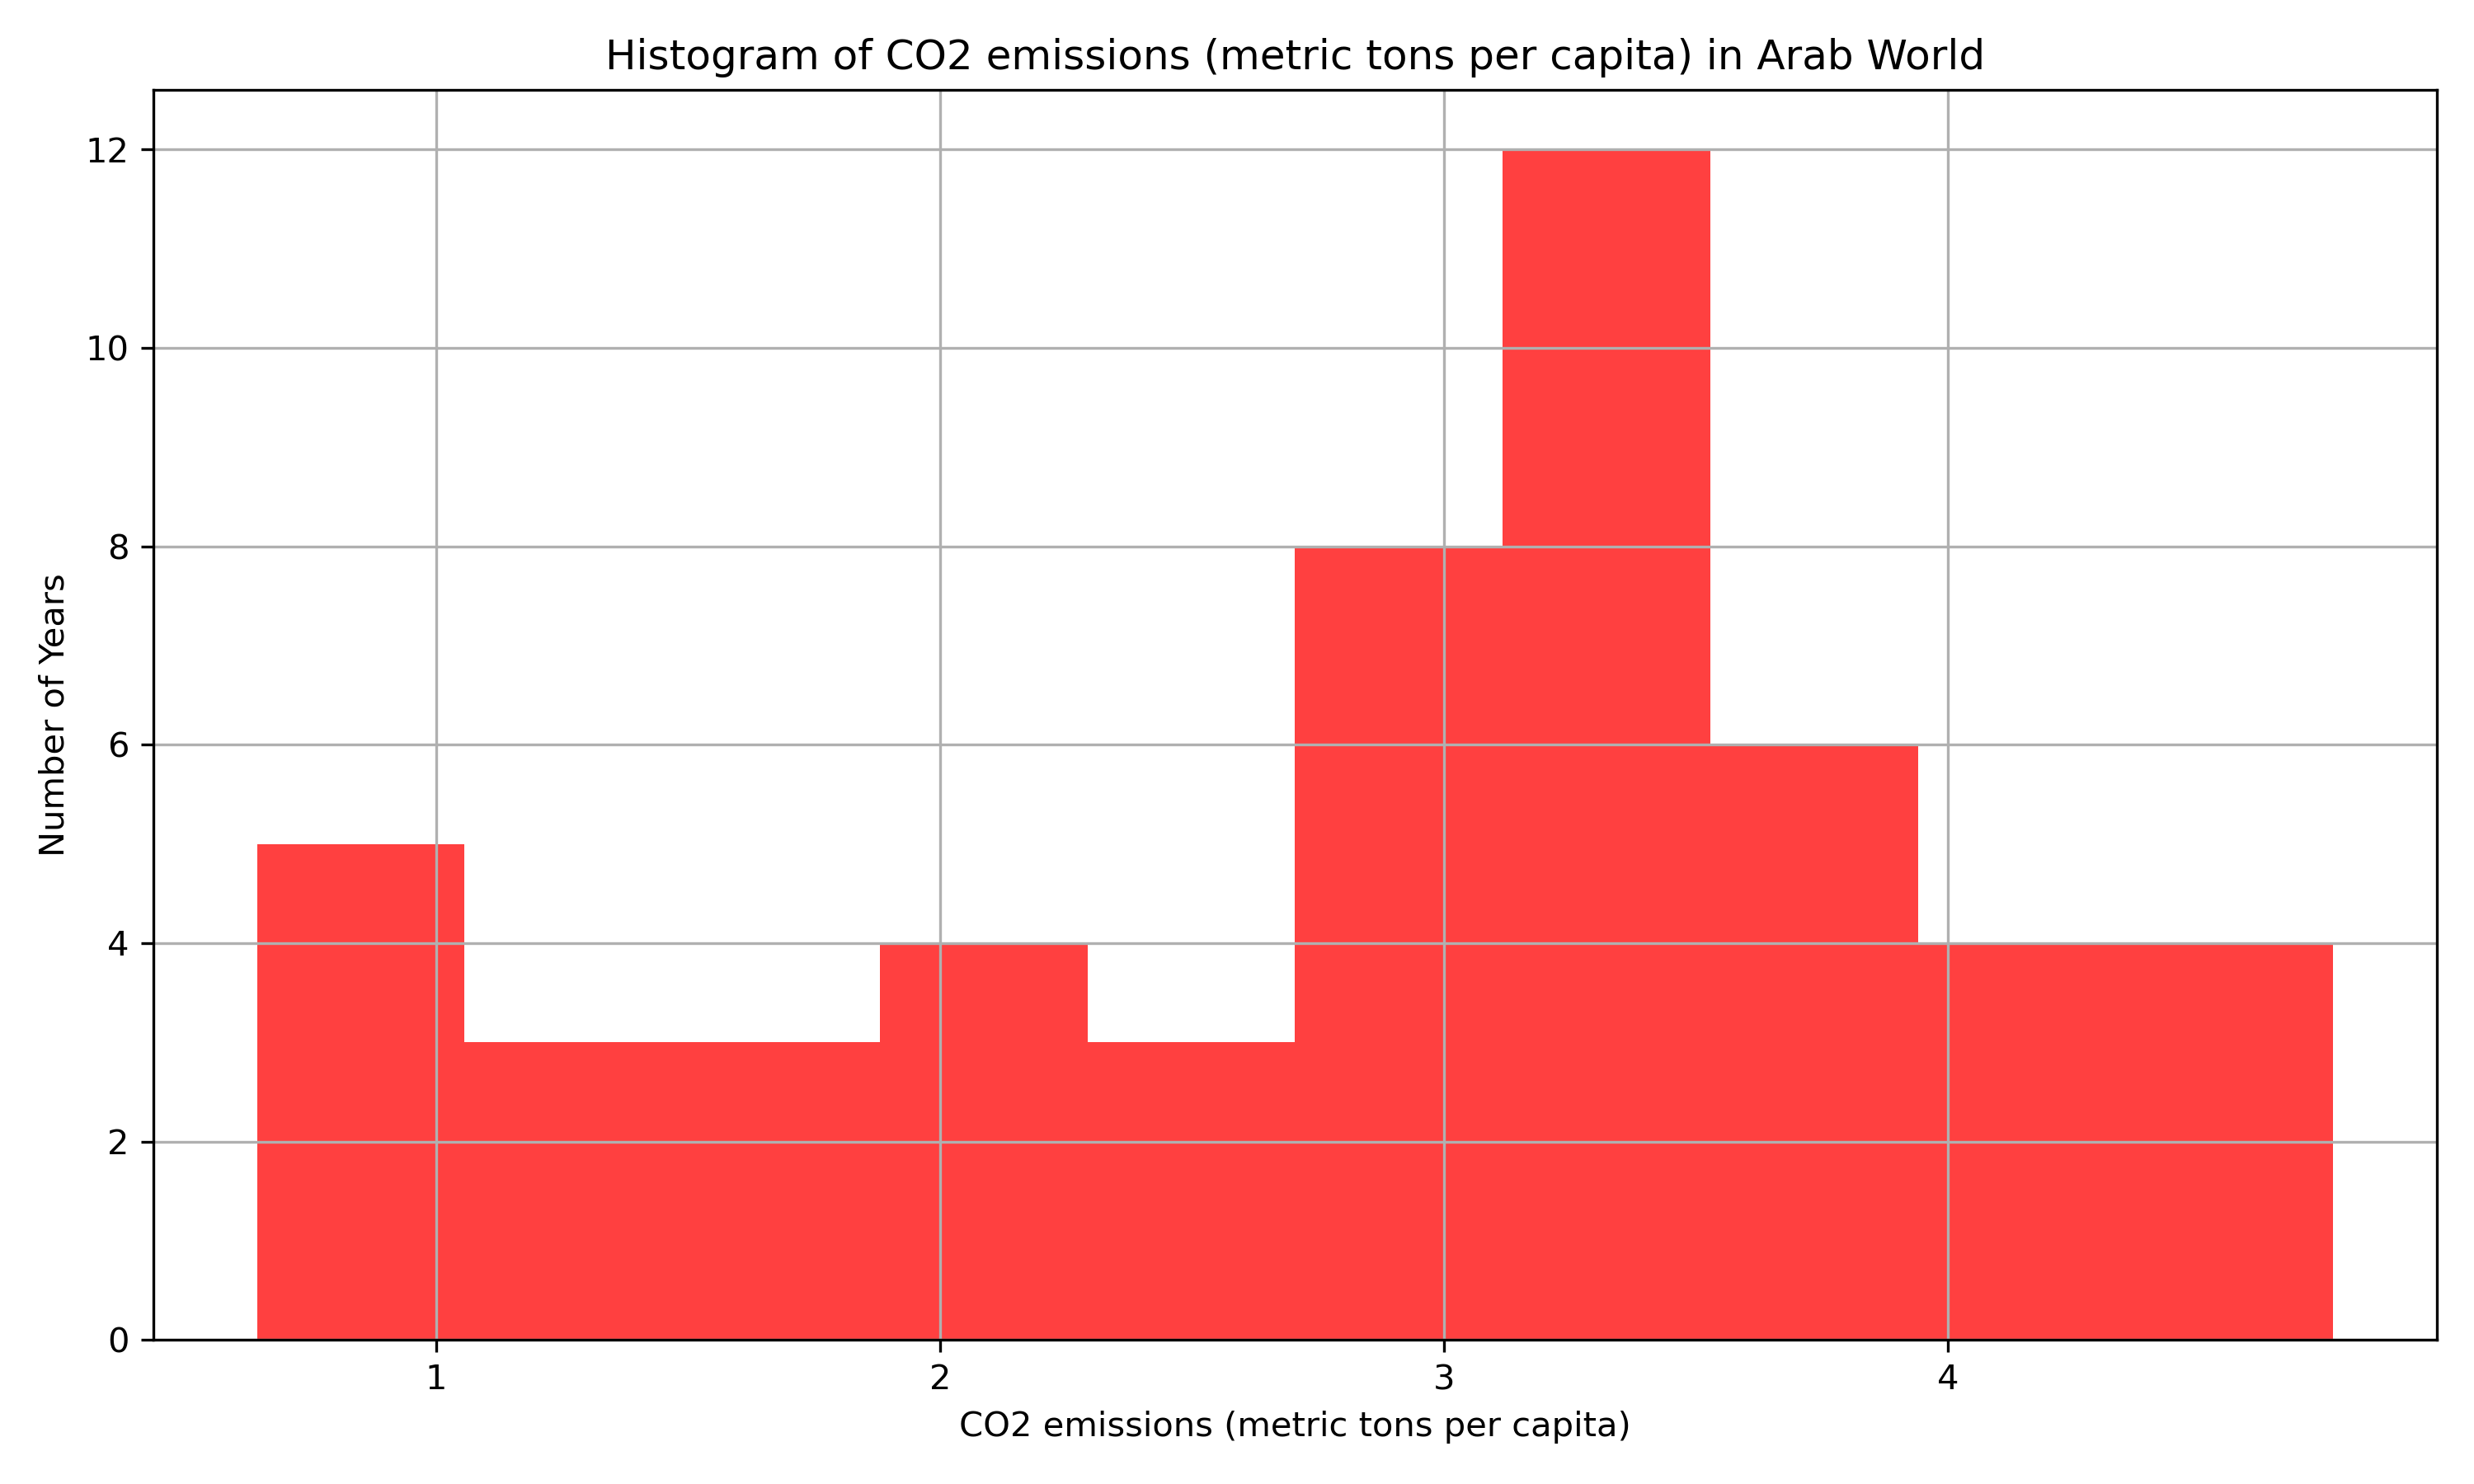 Histogram of CO2 emissions (metric tons per capita) in Arab World
12
10
8
6
4
2
0
Number of Years
1 2 3 4
CO2 emissions (metric tons per capita)